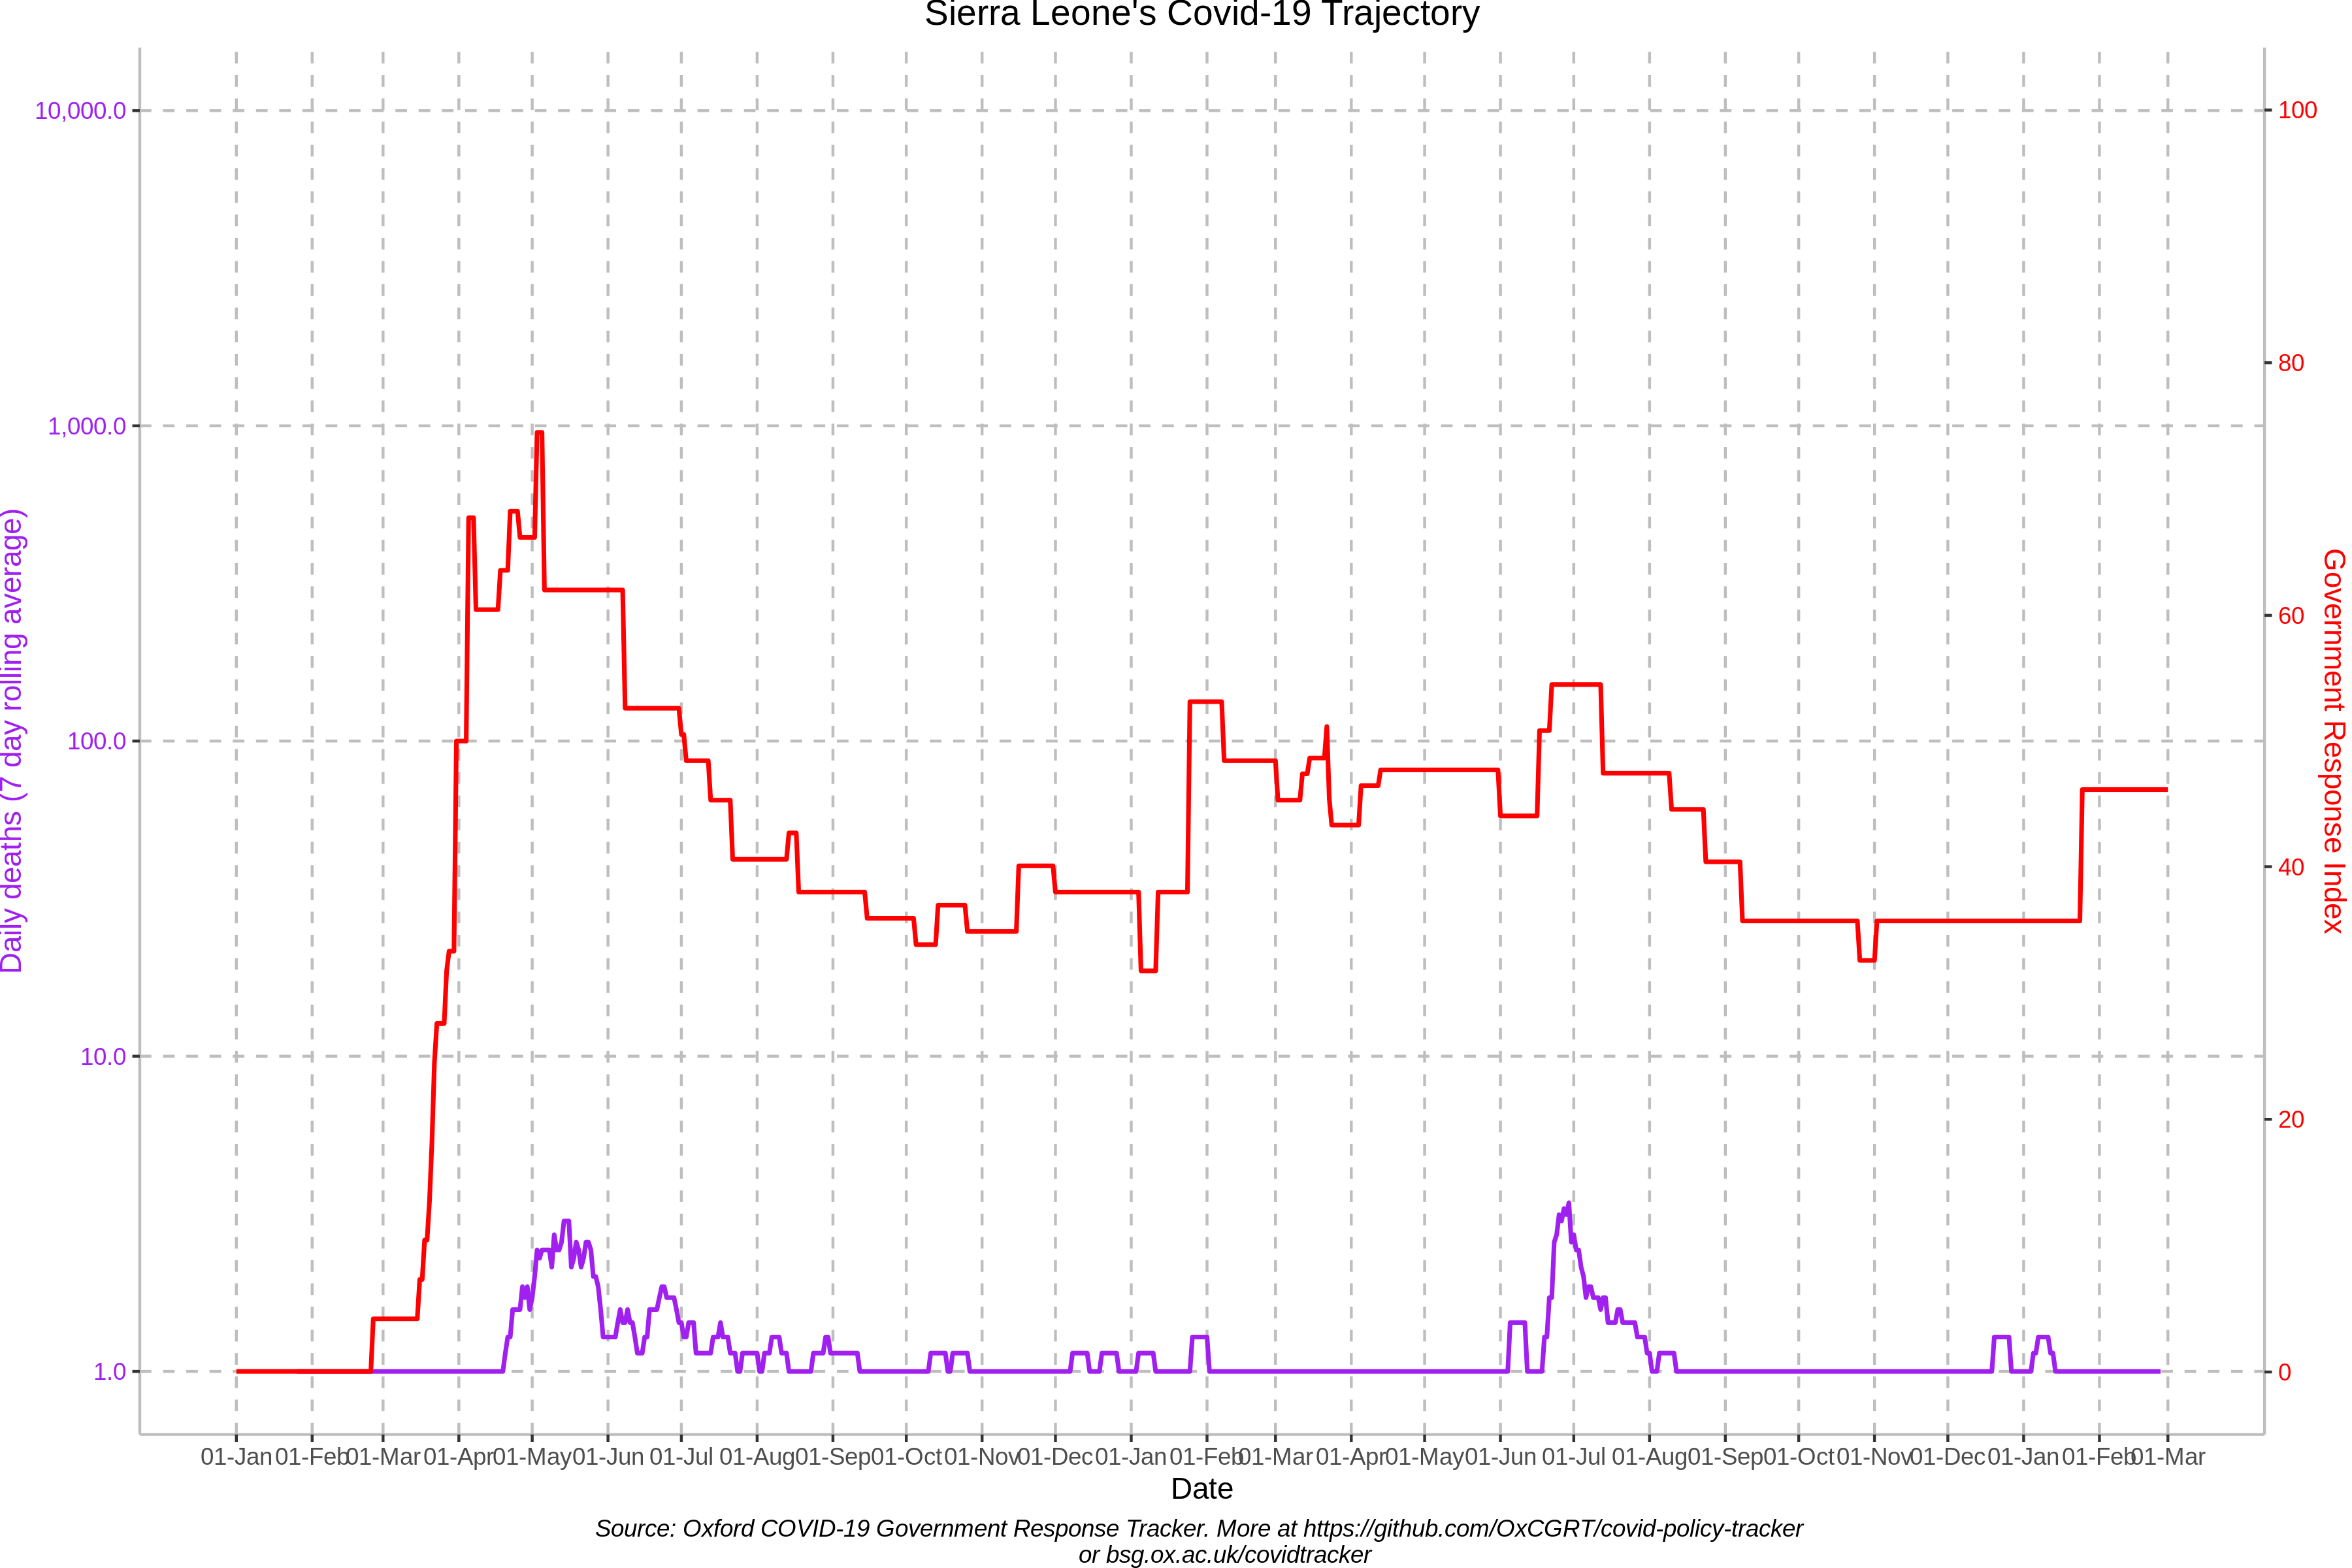 Sierra Leone's Covid-19 Trajectory
10,000.0
1,000.0
100.0
10.0
1.0
Daily deaths (7 day rolling average)
100
80
60
40
20
0
Government Response Index
01-Jan 01-Feb 01-Mar 01-Apr 01-May 01-Jun 01-Jul 01-Aug 01-Sep 01-Oct 01-Nov 01-Dec 01-Jan 01-Feb 01-Mar 01-Apr 01-May 01-Jun 01-Jul 01-Aug 01-Sep 01-Oct 01-Nov 01-Dec 01-Jan 01-Feb 01-Mar
Date
Source: Oxford COVID-19 Government Response Tracker. More at https://github.com/OxCGRT/covid-policy-tracker
or bsg.ox.ac.uk/covidtracker